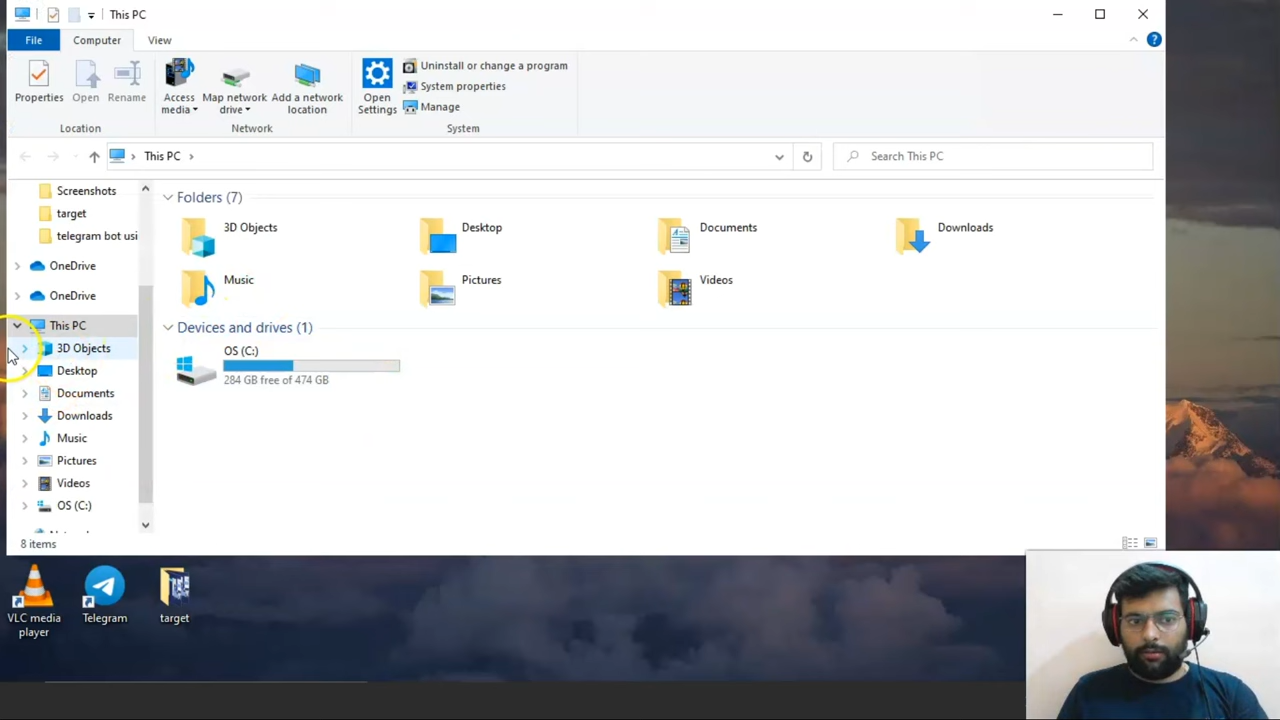 This PC
File
Computer
View
Properties
Open
Rename
Location
Access
media
Map network
drive
Add a network
location
Network
Open
Settings
Uninstall or change a program
System properties
Manage
System
This PC
Search This PC
Screenshots
target
telegram bot usi
OneDrive
OneDrive
This PC
3D Objects
Desktop
Documents
Downloads
Music
Pictures
Videos
OS (C:)
Folders (7)
3D Objects
Desktop
Documents
Downloads
Music
Pictures
Videos
Devices and drives (1)
OS (C:)
284 GB free of 474 GB
8 items
VLC media
player
Telegram
target